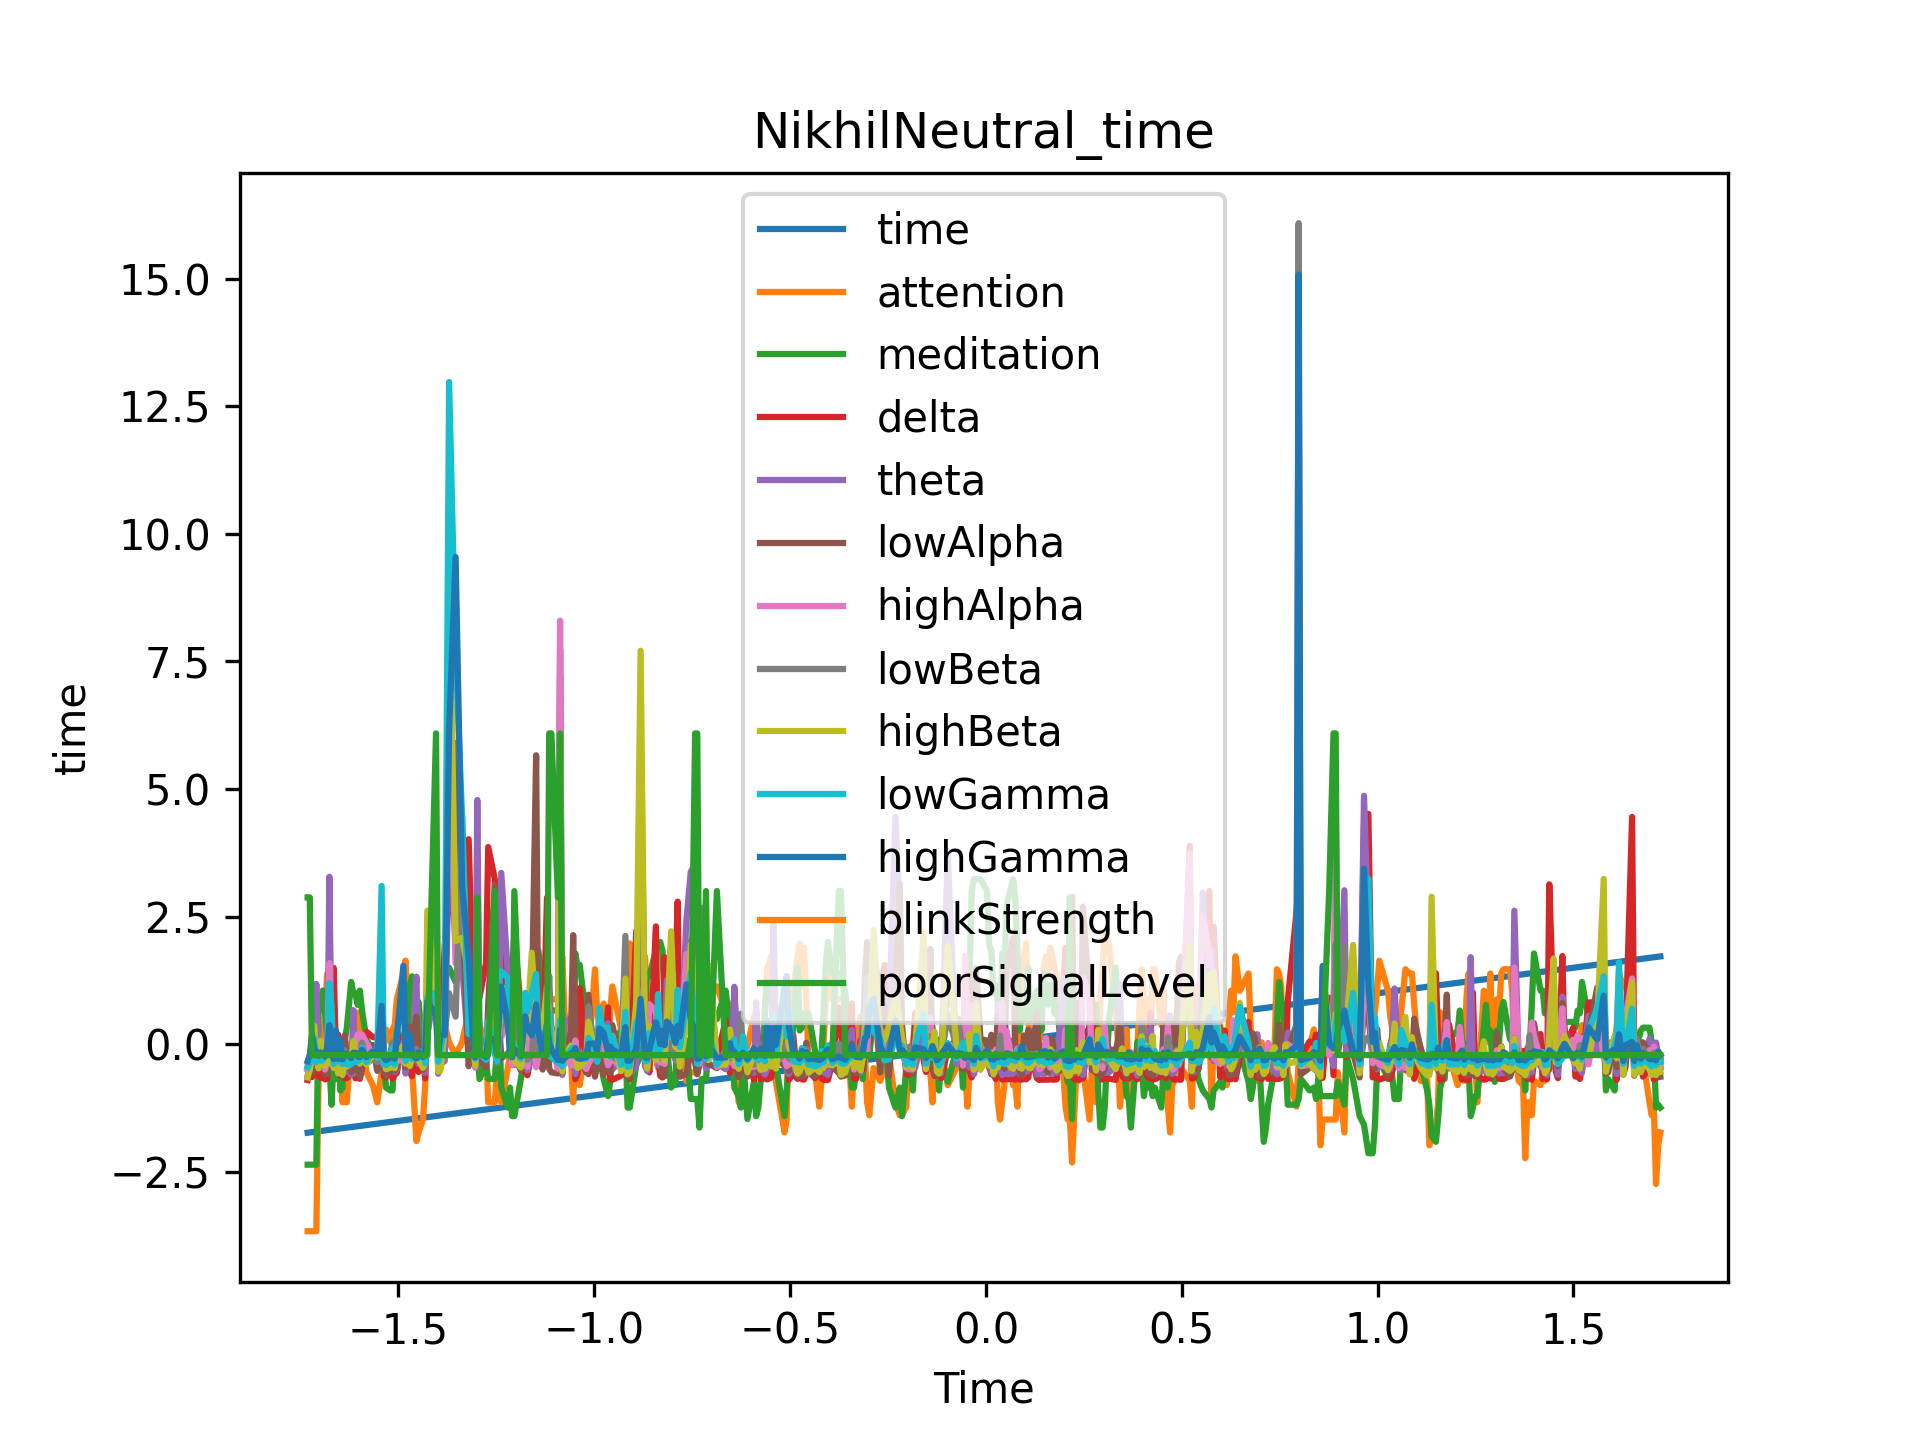 NikhilNeutral_time
time
attention
meditation
delta
theta
lowAlpha
highAlpha
lowBeta
highBeta
lowGamma
highGamma
blinkStrength
poorSignalLevel
15.0
12.5
10.0
7.5
5.0
2.5
0.0
−2.5
time
−1.5 −1.0 −0.5 0.0 0.5 1.0 1.5
Time